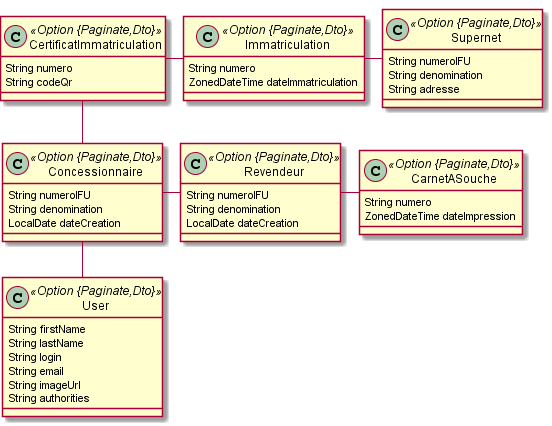 C «Option {Paginate,Dto}»
CertificatImmatriculation
String numero
String codeQr
C «Option {Paginate,Dto}»
Immatriculation
String numero
ZonedDateTime dateImmatriculation
C «Option {Paginate,Dto}»
Supernet
String numeroIFU
String denomination
String adresse
C «Option {Paginate,Dto}»
Concessionnaire
String numeroIFU
String denomination
LocalDate dateCreation
C «Option {Paginate,Dto}»
Revendeur
String numeroIFU
String denomination
LocalDate dateCreation
C «Option {Paginate,Dto}»
CarnetASouche
String numero
ZonedDateTime dateImpression
C «Option {Paginate,Dto}»
User
String firstName
String lastName
String login
String email
String imageUrl
String authorities